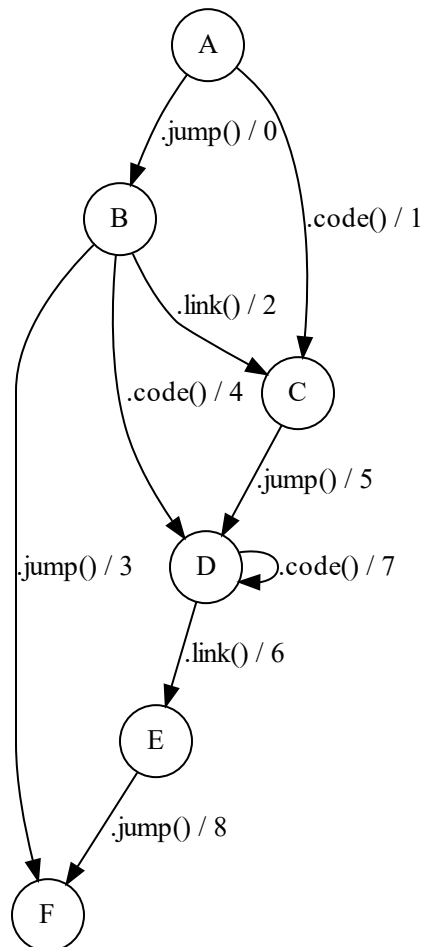 A
.jump() / 0
B
.code() / 1
.link() / 2
C
.code() / 4
.jump() / 5
.jump() / 3
D
.code() / 7
.link() / 6
E
.jump() / 8
F